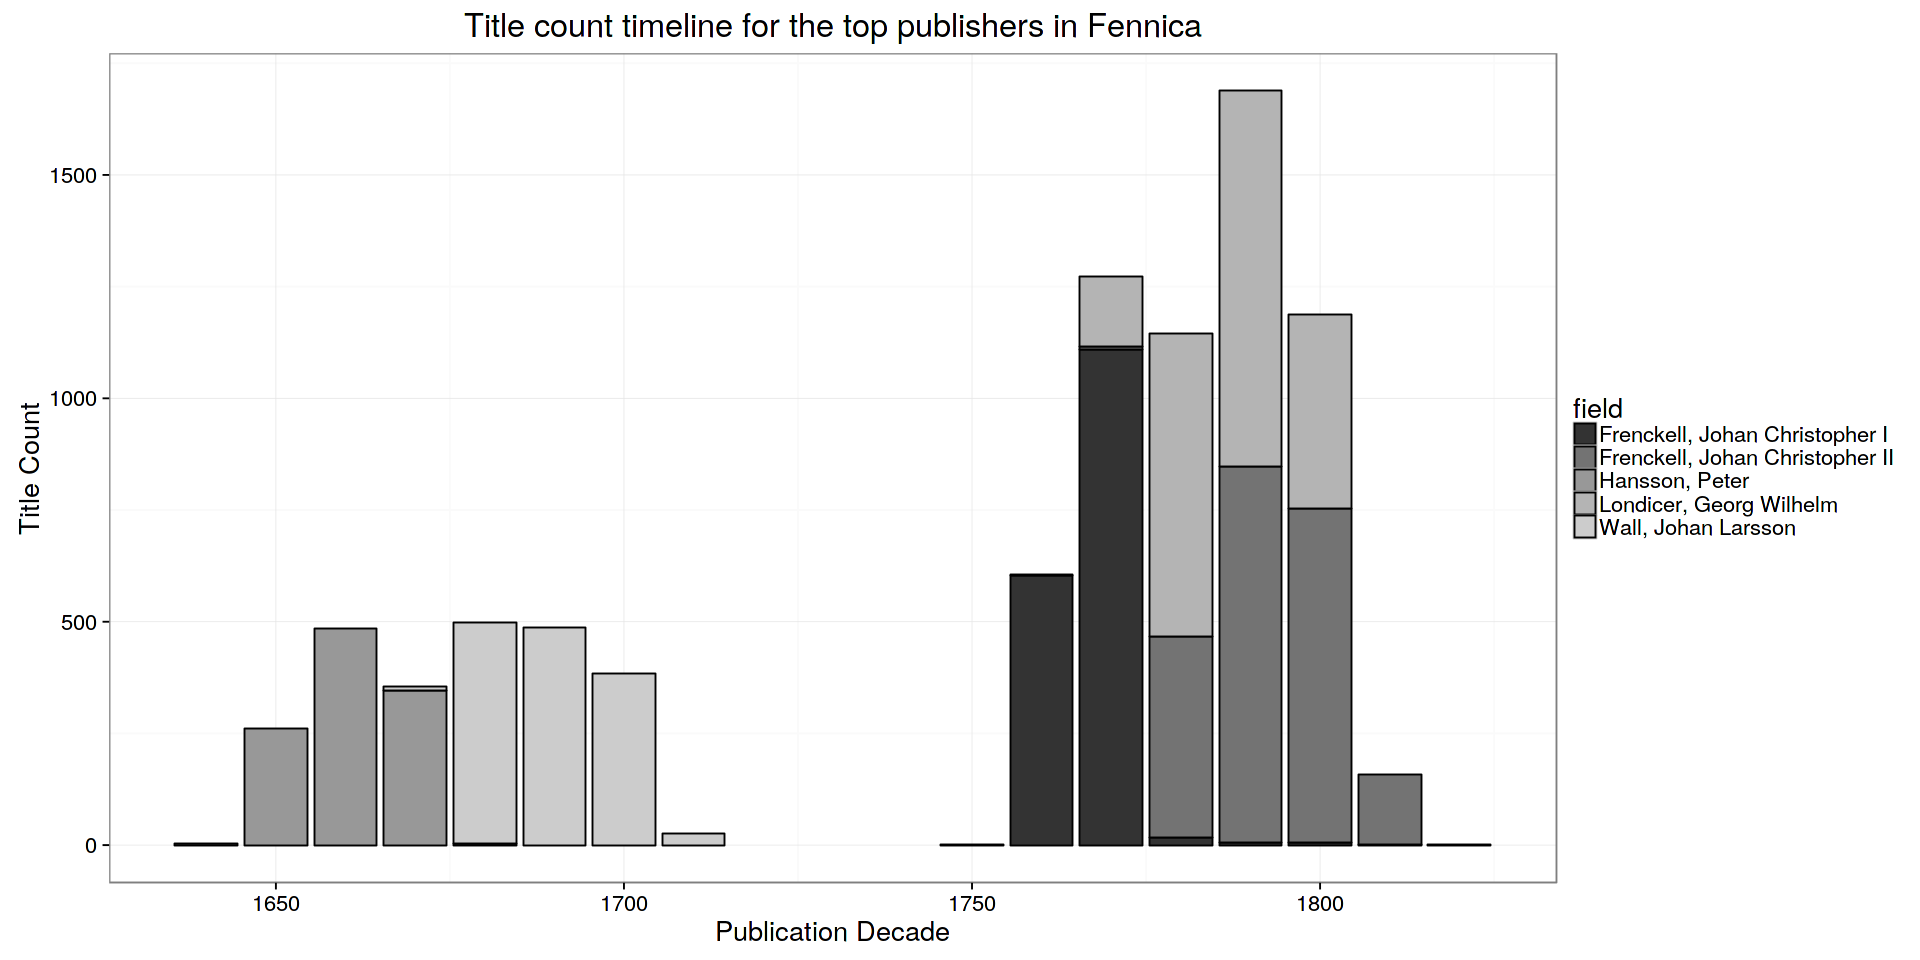 Title count timeline for the top publishers in Fennica
1500
1000
500
0
Title Count
1650 1700 1750 1800
Publication Decade
field
Frenckell, Johan Christopher I
Frenckell, Johan Christopher II
Hansson, Peter
Londicer, Georg Wilhelm
Wall, Johan Larsson